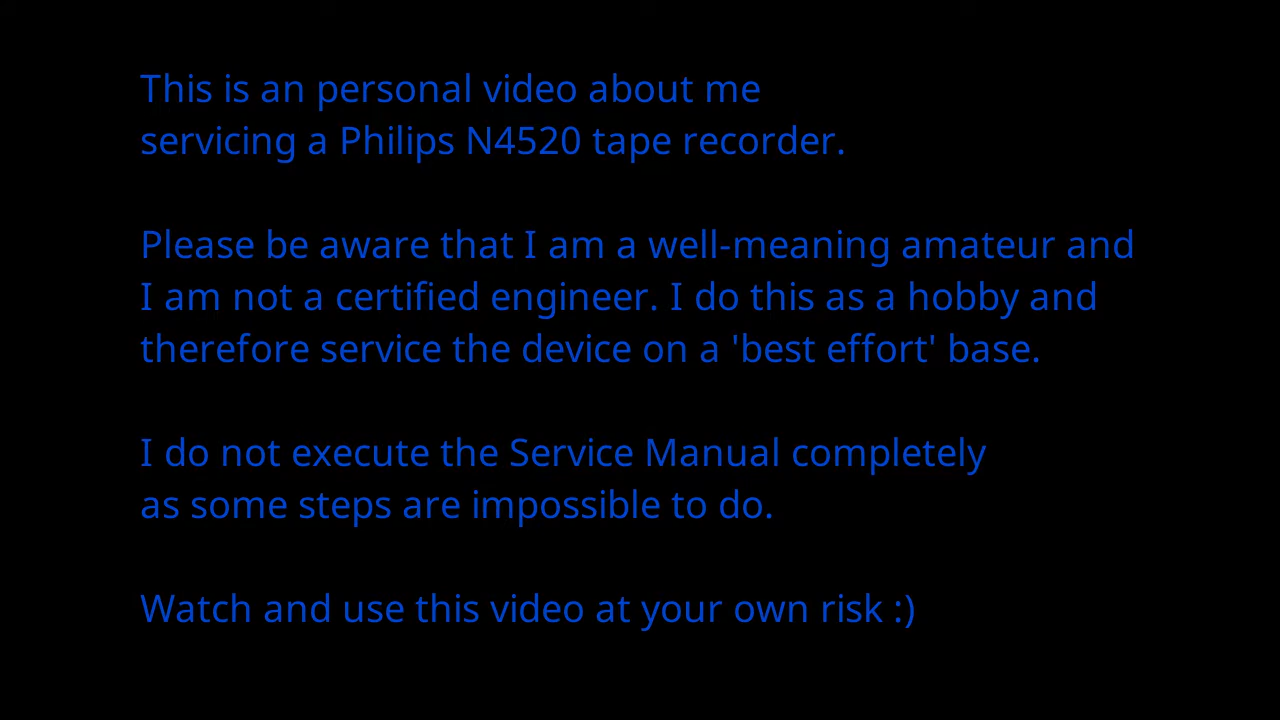 This is an personal video about me
servicing a Philips N4520 tape recorder.
Please be aware that I am a well-meaning amateur and
I am not a certified engineer. I do this as a hobby and
therefore service the device on a 'best effort' base.
I do not execute the Service Manual completely
as some steps are impossible to do.
Watch and use this video at your own risk :)